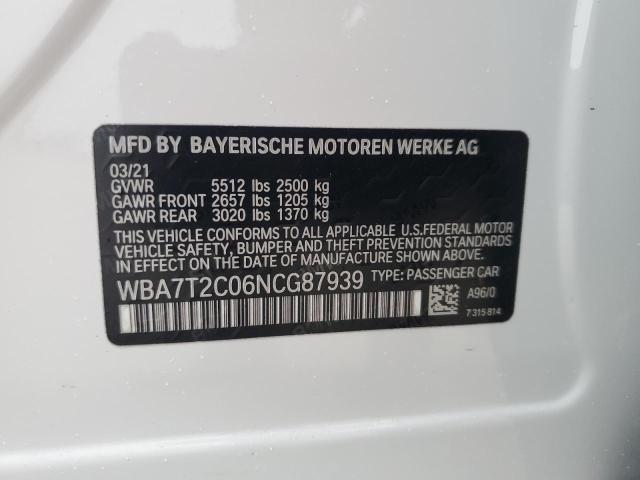 MFD BY BAYERISCHE MOTOREN WERKE AG
03/21
GVWR 5512 lbs 2500 kg
GAWR FRONT 2657 lbs 1205 kg
GAWR REAR 3020 lbs 1370 kg
THIS VEHICLE CONFORMS TO ALL APPLICABLE U.S.FEDERAL MOTOR
VEHICLE SAFETY, BUMPER AND THEFT PREVENTION STANDARDS
IN EFFECT ON THE DATE OF MANUFACTURE SHOWN ABOVE.
WBA7T2C06NCG87939 TYPE: PASSENGER CAR
A96/0
7315814